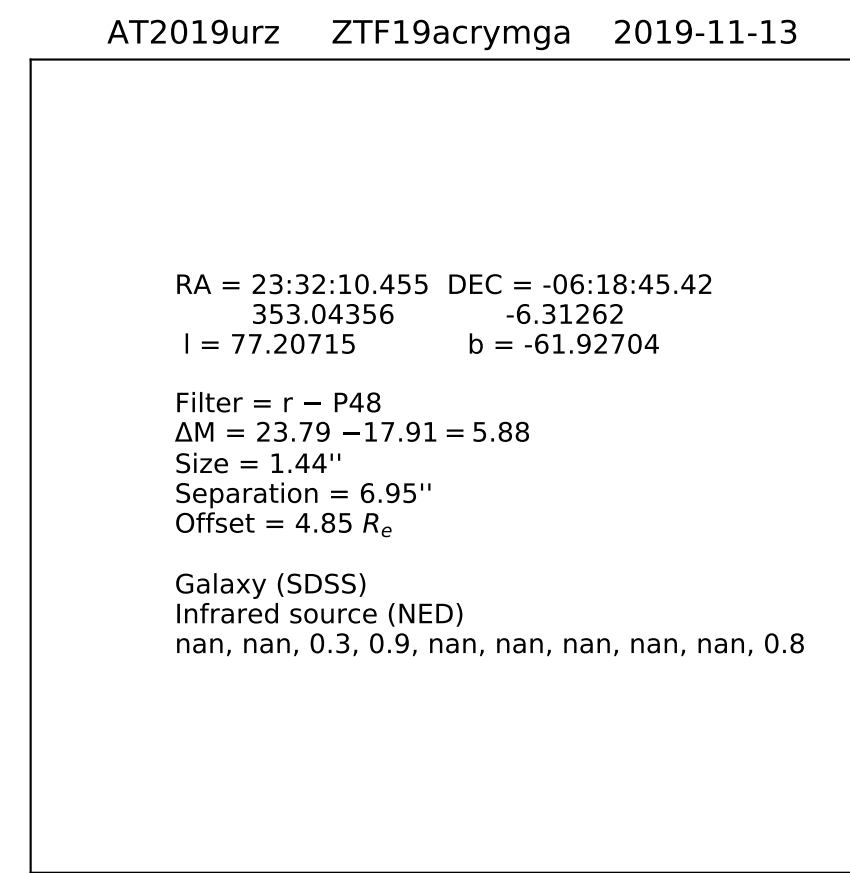 AT2019urz ZTF19acrymga 2019-11-13
RA = 23:32:10.455 DEC = -06:18:45.42
353.04356 -6.31262
l = 77.20715 b = -61.92704
Filter = r − P48
ΔM = 23.79 −17.91 = 5.88
Size = 1.44''
Separation = 6.95''
Offset = 4.85 Re
Galaxy (SDSS)
Infrared source (NED)
nan, nan, 0.3, 0.9, nan, nan, nan, nan, nan, 0.8